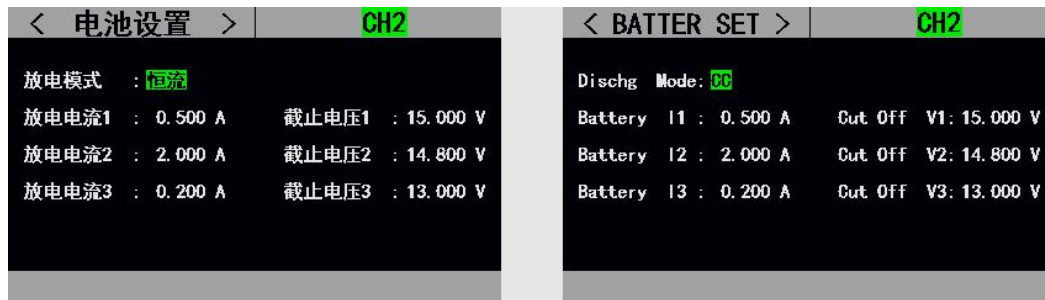 < 电池设置 > CH2
放电模式 : 恒流
放电电流1 : 0.500 A 截止电压1 : 15.000 V
放电电流2 : 2.000 A 截止电压2 : 14.800 V
放电电流3 : 0.200 A 截止电压3 : 13.000 V
< BATTER SET > CH2
Dischg Mode: CC
Battery I1 : 0.500 A Cut Off V1: 15.000 V
Battery I2 : 2.000 A Cut Off V2: 14.800 V
Battery I3 : 0.200 A Cut Off V3: 13.000 V